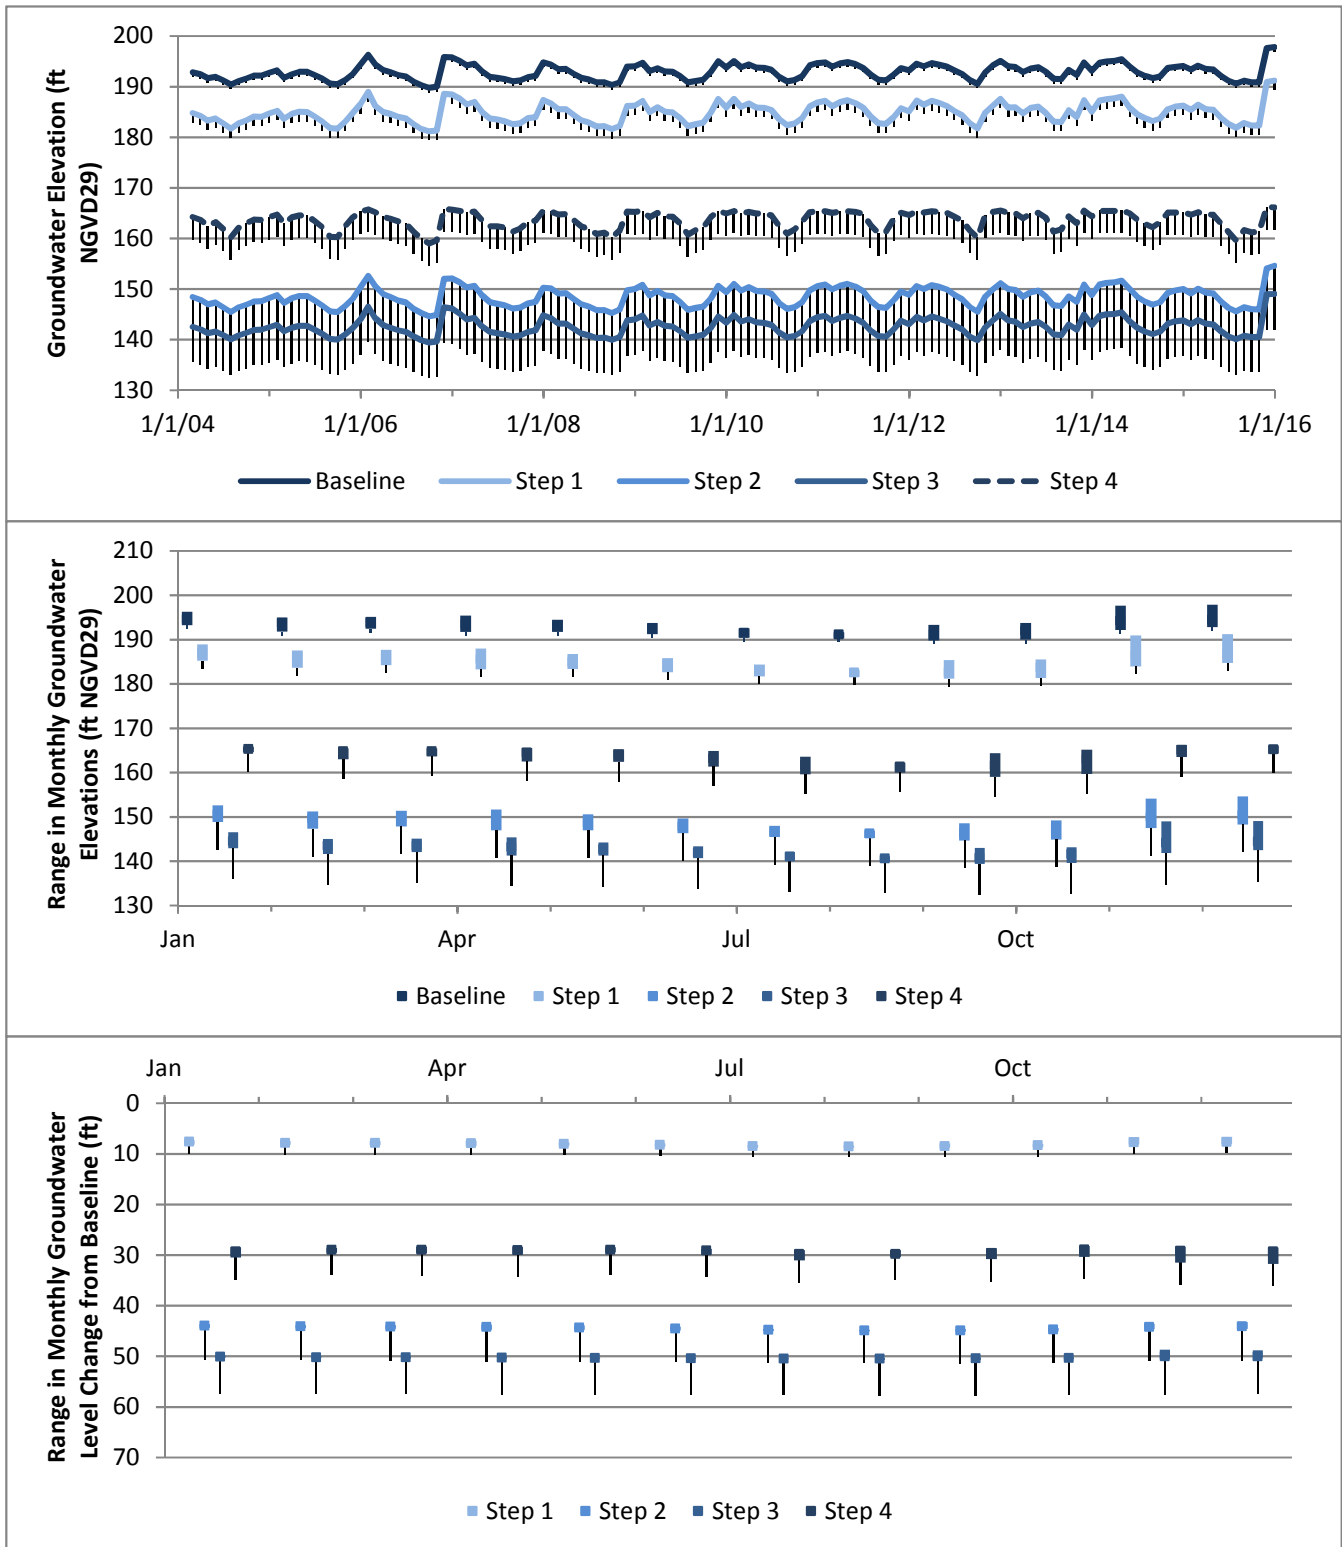 Groundwater Elevation (ft
NGVD29)
200
190
180
170
160
150
140
130
1/1/04 1/1/06 1/1/08 1/1/10 1/1/12 1/1/14 1/1/16
Baseline Step 1 Step 2 Step 3 Step 4
Range in Monthly Groundwater
Elevations (ft NGVD29)
210
200
190
180
170
160
150
140
130
Jan Apr Jul Oct
Baseline Step 1 Step 2 Step 3 Step 4
Range in Monthly Groundwater
Level Change from Baseline (ft)
Jan Apr Jul Oct
0
10
20
30
40
50
60
70
Step 1 Step 2 Step 3 Step 4